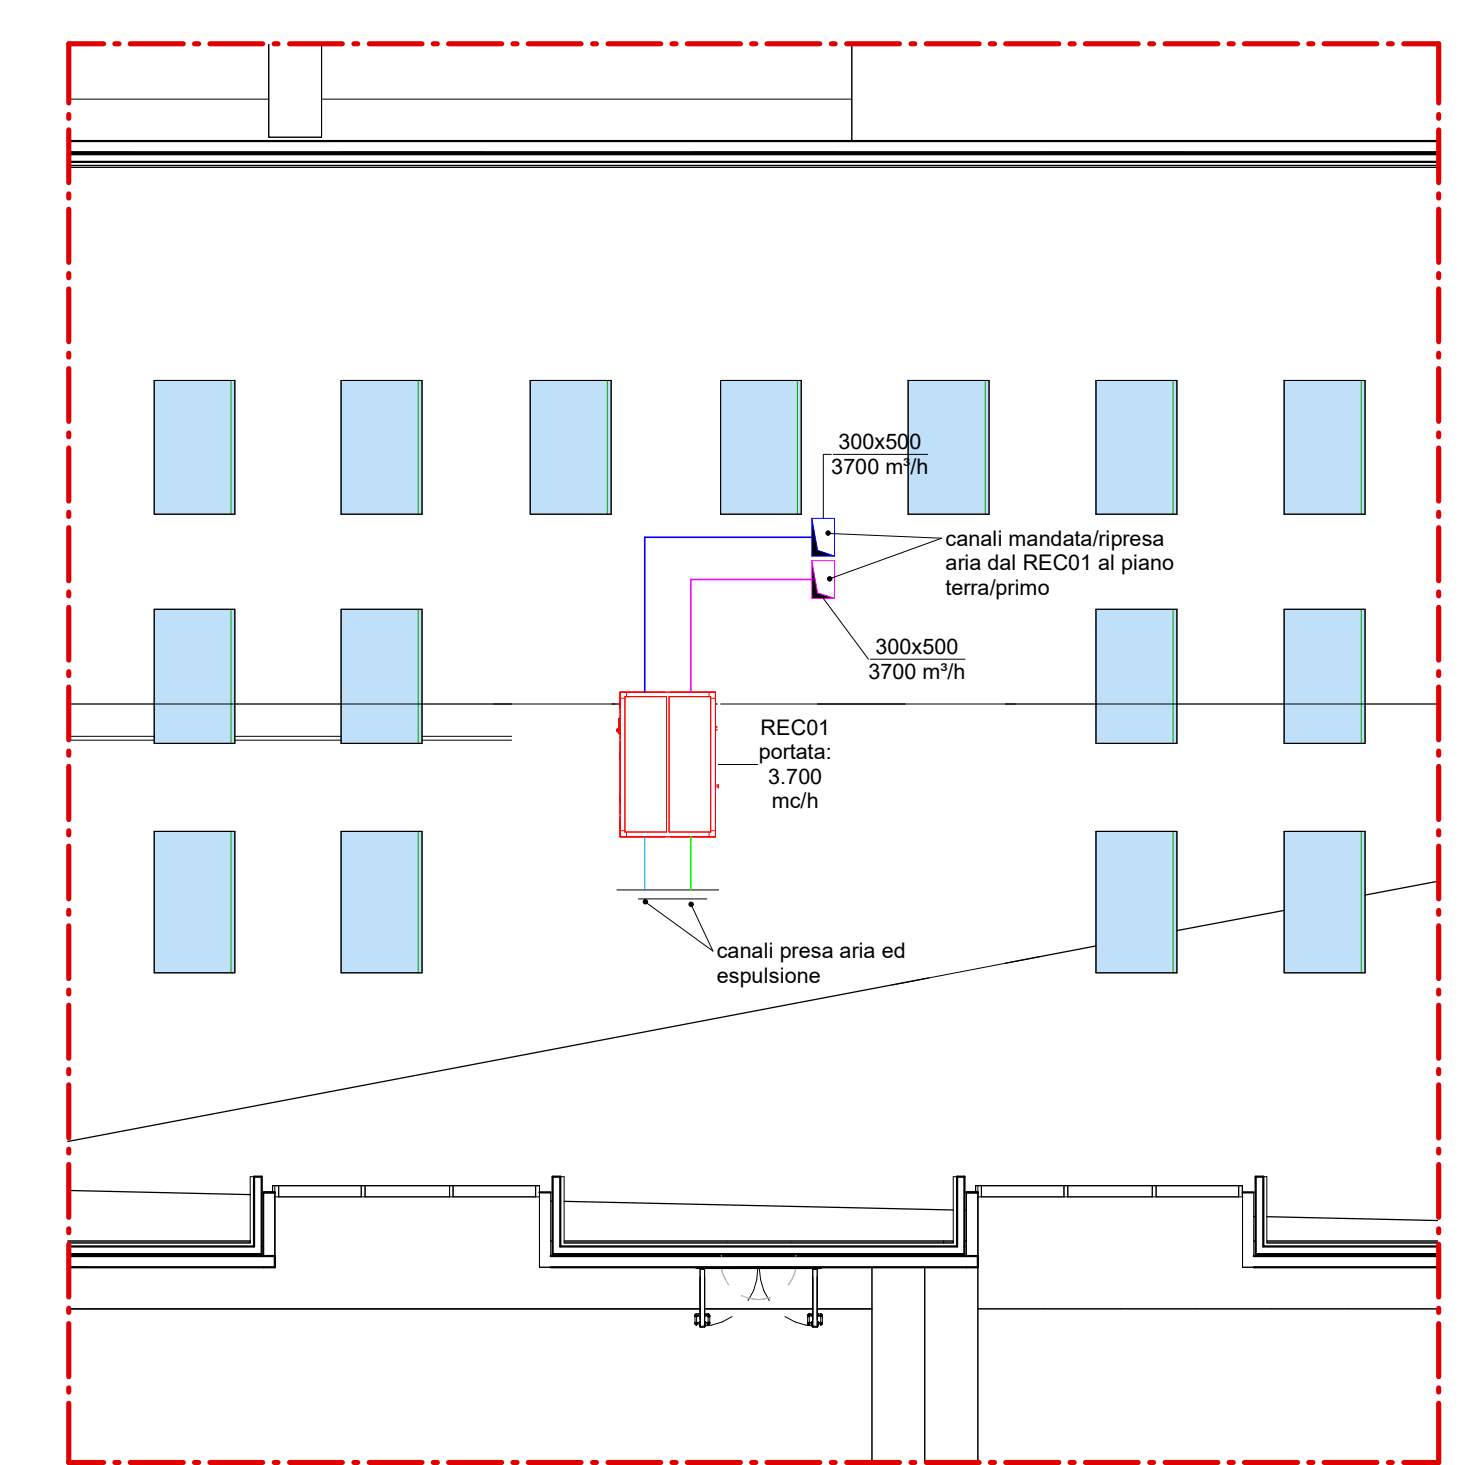 300x500
3700 m³/h
canali mandata/ripresa
aria dal REC01 al piano
terra/primo
300x500
3700 m³/h
REC01
portata:
3.700
mc/h
canali presa aria ed
espulsione